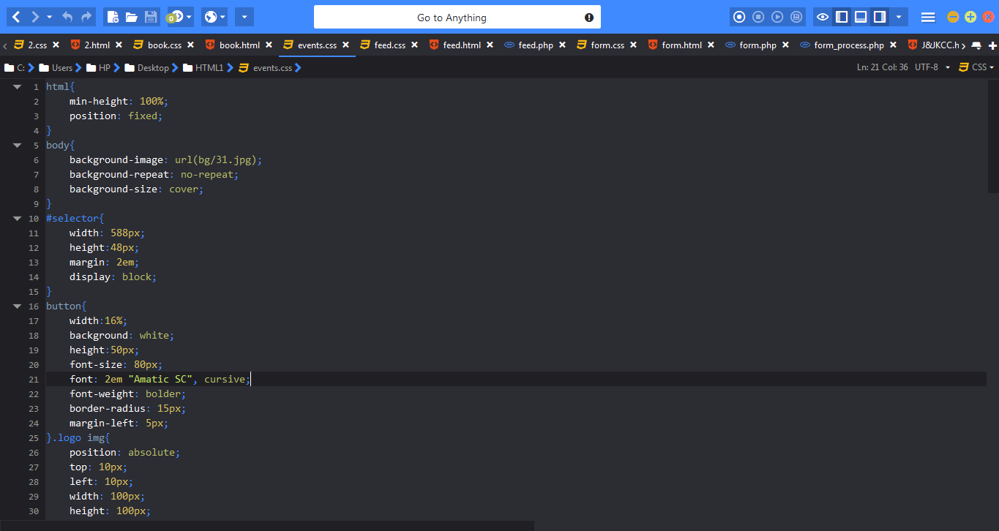 Go to Anything
0
2.css
2.html
book.css
book.html
events.css
feed.css
feed.html
feed.php
form.css
form.html
form.php
form_process.php
J&JKCC.h
C:
Users
HP
Desktop
HTML1
events.css
Ln: 21 Col: 36
UTF-8
CSS
1 html{
2 min-height: 100%;
3 position: fixed;
4 }
5 body{
6 background-image: url(bg/31.jpg);
7 background-repeat: no-repeat;
8 background-size: cover;
9 }
10 #selector{
11 width: 588px;
12 height:48px;
13 margin: 2em;
14 display: block;
15 }
16 button{
17 width:16%;
18 background: white;
19 height:50px;
20 font-size: 80px;
21 font: 2em "Amatic SC", cursive;
22 font-weight: bolder;
23 border-radius: 15px;
24 margin-left: 5px;
25 }.logo img{
26 position: absolute;
27 top: 10px;
28 left: 10px;
29 width: 100px;
30 height: 100px;